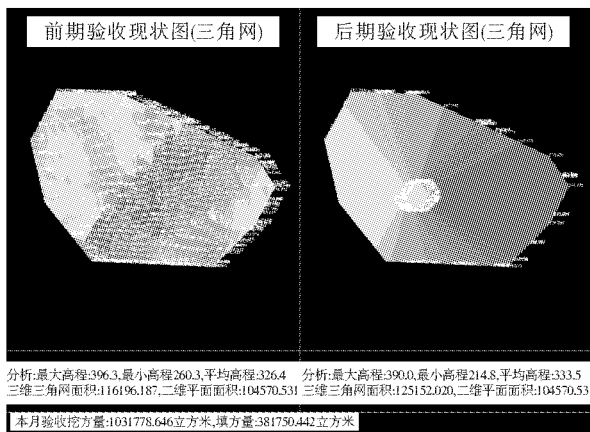 前期验收现状图(三角网)
后期验收现状图(三角网)
分析:最大高程:396.3,最小高程260.3,平均高程:326.4
三维三角网面积:116196.187,二维平面面积:104570.531
分析:最大高程:390.0,最小高程214.8,平均高程:333.5
三维三角网面积:125152.020,二维平面面积:104570.53
本月验收挖方量:1031778.646立方米,填方量:381750.442立方米